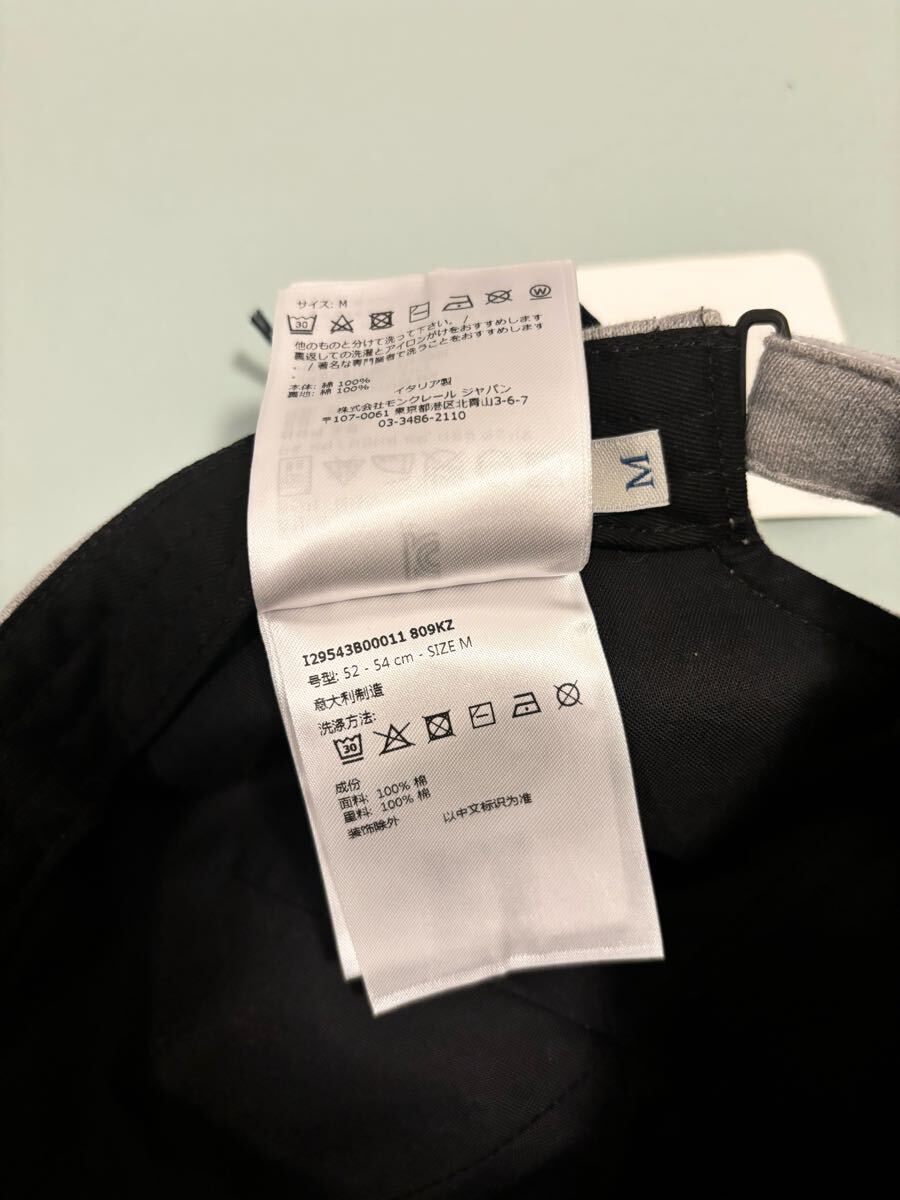 サイズ: M
30
W
他のものと分けて洗って下さい。/
裏返しての洗濯とアイロンがけをおすすめします
。/ 著名な専門業者で洗うことをおすすめします
。
本体: 綿 100%
裏地: 綿 100% イタリア製
株式会社モンクレール ジャパン
〒107-0061 東京都港区北青山3-6-7
03-3486-2110
M
I29543B00011 809KZ
号型: 52 - 54 cm - SIZE M
意大利制造
洗涤方法:
30
成份
面料: 100% 棉
里料: 100% 棉
装饰除外 以中文标识为准